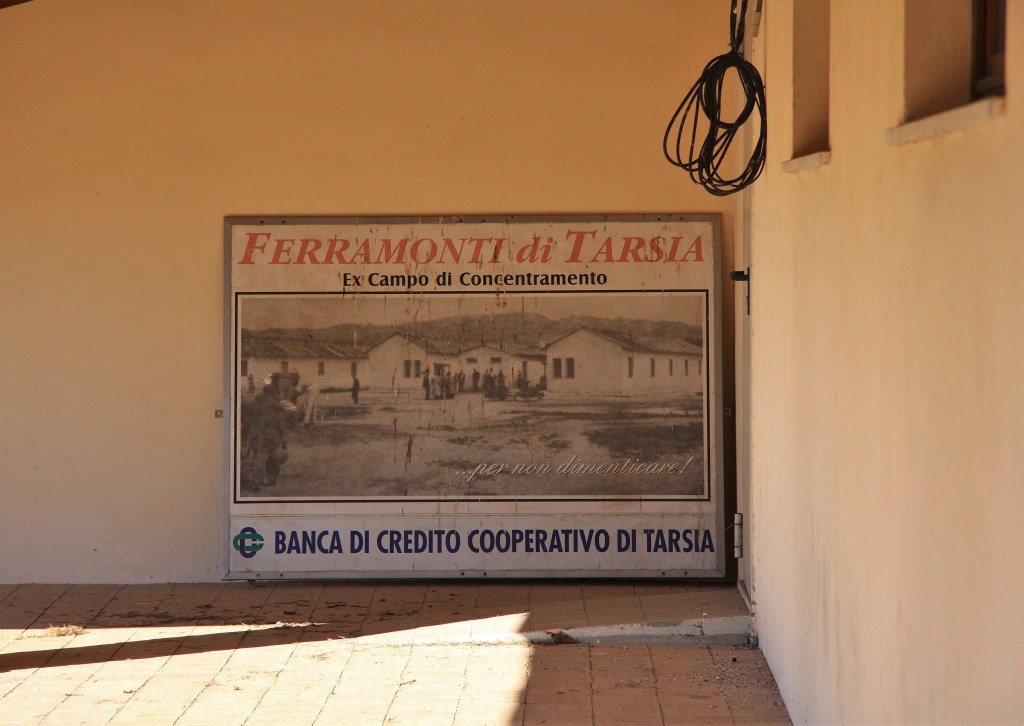 FERRAMONTI di TARSIA
Ex Campo di Concentramento
...per non dimenticare!
BANCA DI CREDITO COOPERATIVO DI TARSIA